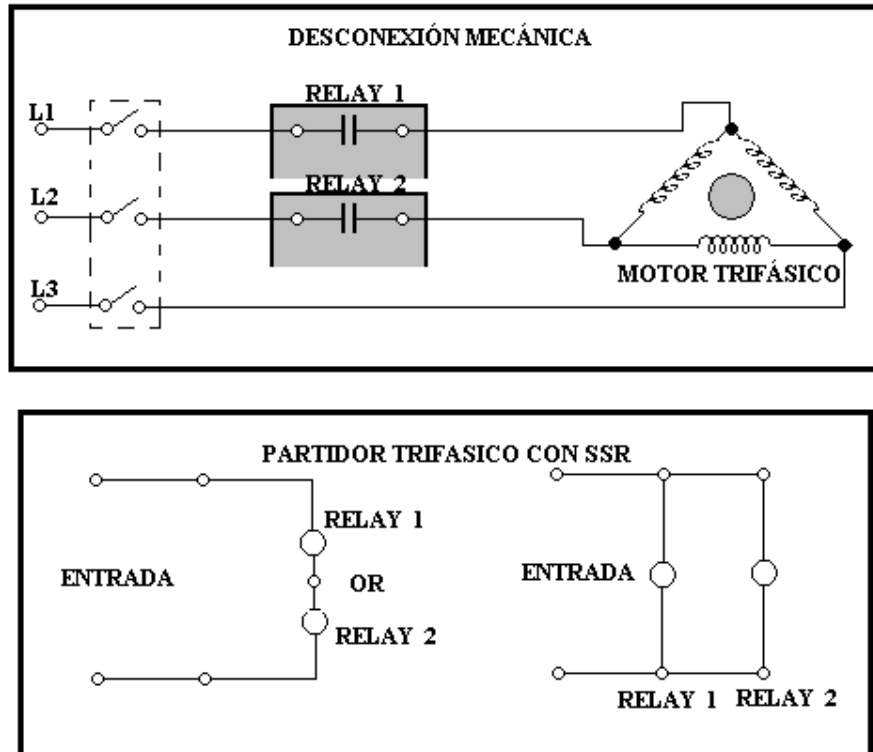 DESCONEXIÓN MECÁNICA
RELAY 1
L1
RELAY 2
L2
MOTOR TRIFÁSICO
L3
PARTIDOR TRIFASICO CON SSR
RELAY 1
ENTRADA
OR
ENTRADA
RELAY 2
RELAY 1
RELAY 2